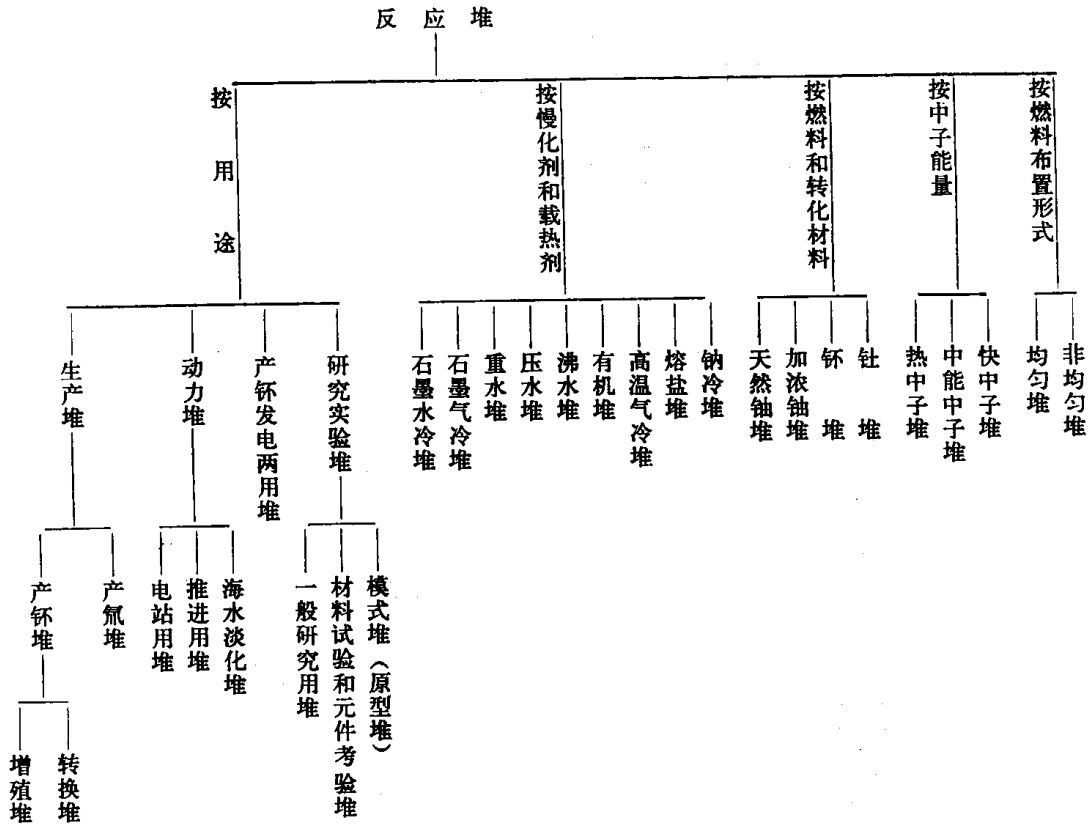 反应堆
按用途
按慢化剂和载热剂
按燃料和转化材料
按中子能量
按燃料布置形式
生产堆
动力堆
产钚发电两用堆
研究实验堆
石墨水冷堆
石墨气冷堆
重水堆
压水堆
沸水堆
有机堆
高温气冷堆
熔盐堆
钠冷堆
天然铀堆
加浓铀堆
钚堆
钍堆
热中子堆
中能中子堆
快中子堆
均匀堆
非均匀堆
产钚堆
产氚堆
电站用堆
推进用堆
海水淡化堆
一般研究用堆
材料试验和元件考验堆
模式堆（原型堆）
增殖堆
转换堆